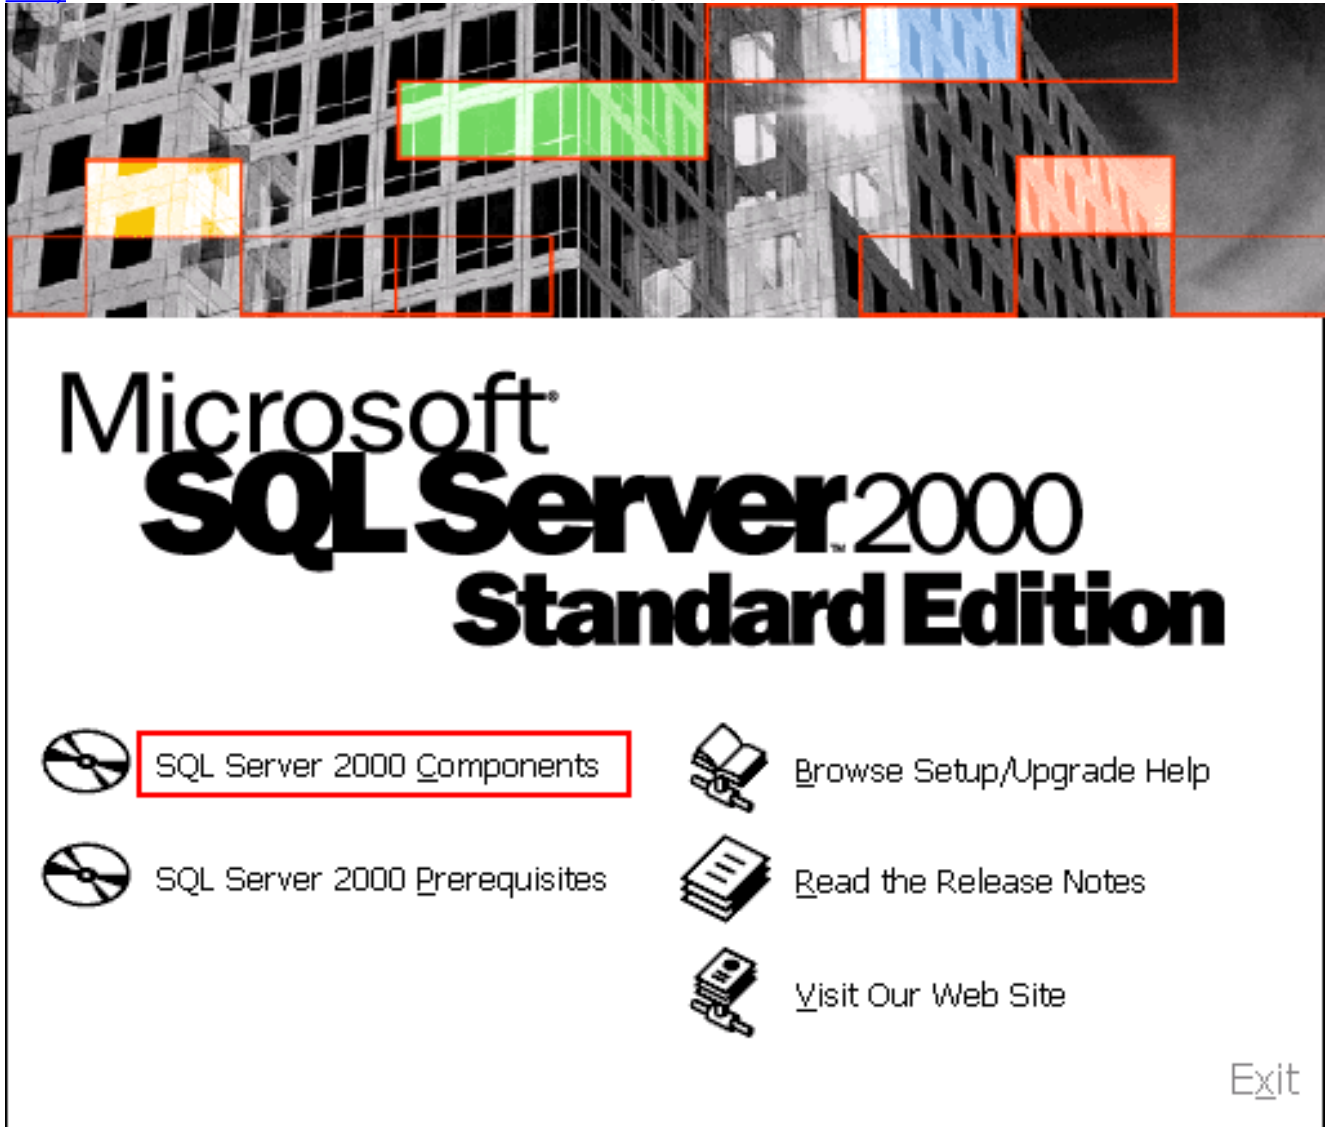 Microsoft®
SQL Server™ 2000
Standard Edition
SQL Server 2000 Components
SQL Server 2000 Prerequisites
Browse Setup/Upgrade Help
Read the Release Notes
Visit Our Web Site
Exit